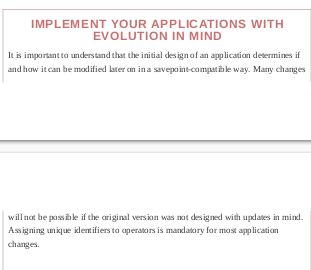 IMPLEMENT YOUR APPLICATIONS WITH
EVOLUTION IN MIND
It is important to understand that the initial design of an application determines if
and how it can be modified later on in a savepoint-compatible way. Many changes
will not be possible if the original version was not designed with updates in mind.
Assigning unique identifiers to operators is mandatory for most application
changes.